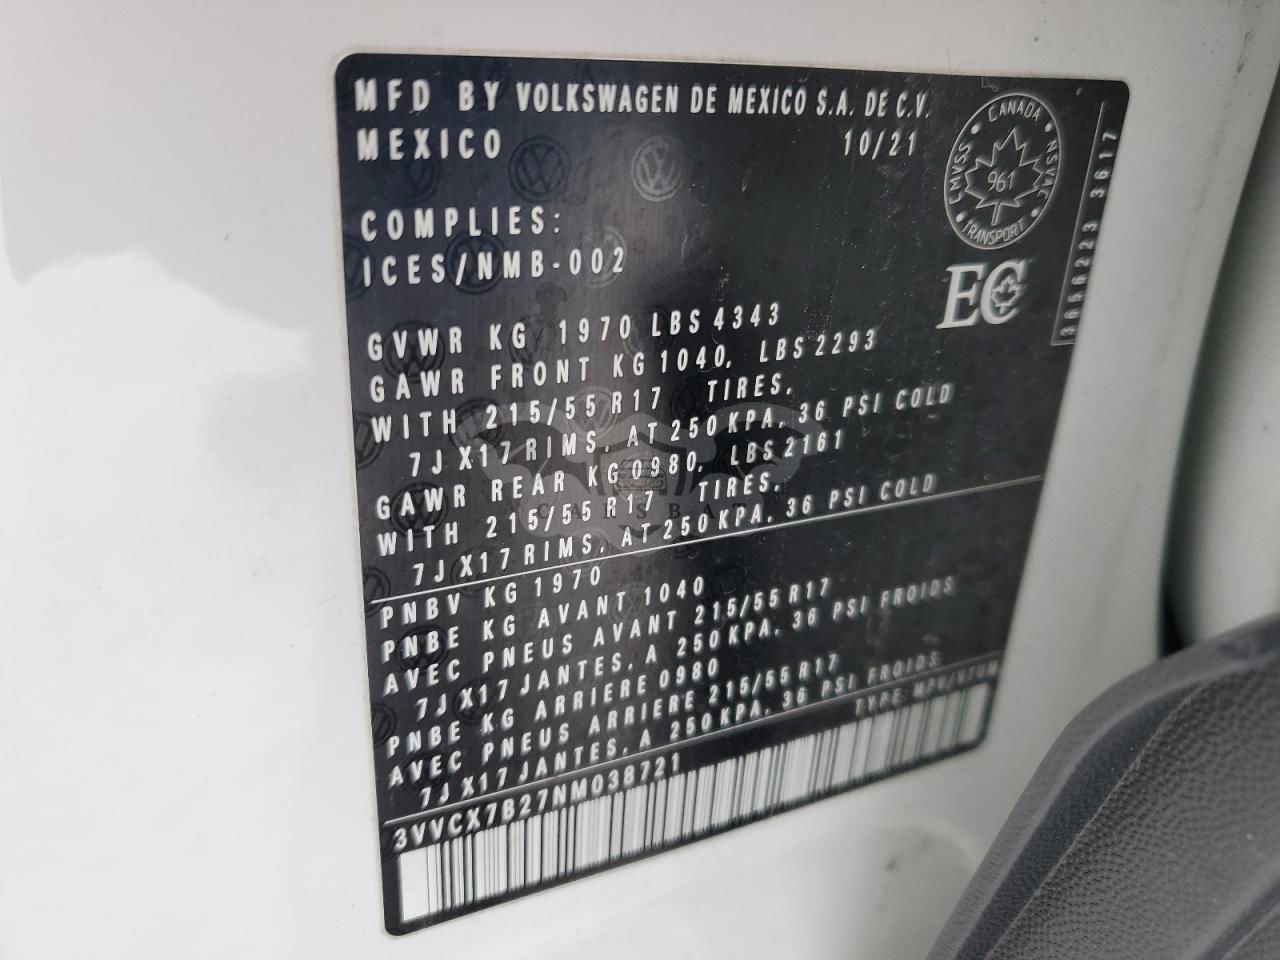 MFD BY VOLKSWAGEN DE MEXICO S.A. DE C.V.
MEXICO 10/21
COMPLIES:
ICES/NMB-002
GVWR KG 1970 LBS 4343
GAWR FRONT KG 1040, LBS 2293
WITH 215/55 R17 TIRES,
7J X17 RIMS, AT 250 KPA, 36 PSI COLD
GAWR REAR KG 0980, LBS 2161
WITH 215/55 R17 TIRES,
7J X17 RIMS, AT 250 KPA, 36 PSI COLD
PNBV KG 1970
PNBE KG AVANT 1040
AVEC PNEUS AVANT 215/55 R17
7J X17 JANTES, A 250 KPA, 36 PSI FROIDS
PNBE KG ARRIERE 0980
AVEC PNEUS ARRIERE 215/55 R17
7J X17 JANTES, A 250 KPA, 36 PSI FROIDS
TYPE: MPV/VTUM
3VVCX7B27NM038721
CANADA
CMVSS NSVAC
961
TRANSPORT
EC
3617